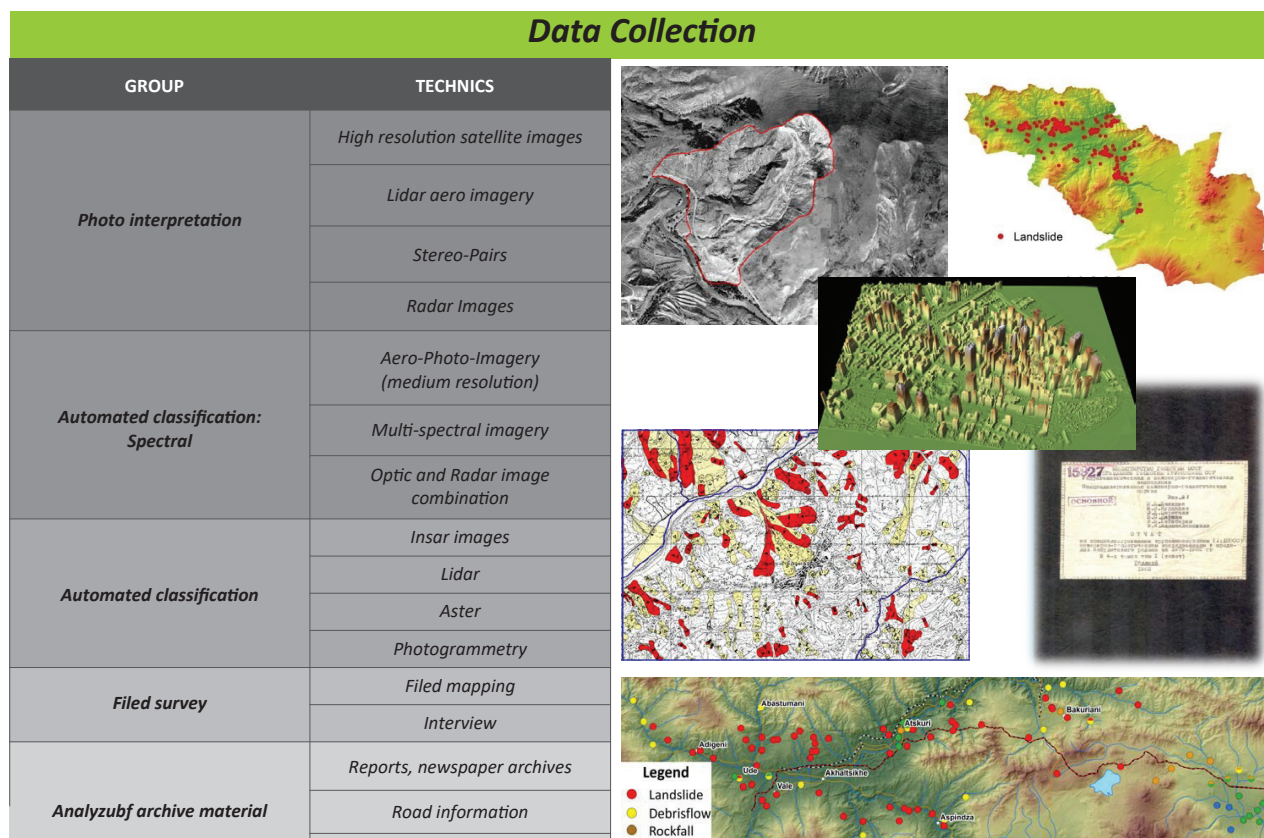 Data Collection
GROUP
TECHNICS
Photo interpretation
High resolution satellite images
Lidar aero imagery
Stereo-Pairs
Radar Images
Automated classification:
Spectral
Aero-Photo-Imagery
(medium resolution)
Multi-spectral imagery
Optic and Radar image
combination
Automated classification
Insar images
Lidar
Aster
Photogrammetry
Filed survey
Filed mapping
Interview
Analyzubf archive material
Reports, newspaper archives
Road information
Landslide
15927
ОСНОВНОЙ
ОТЧЕТ
Abastumani
Bakuriani
Atskuri
Adigeni
Ude
Akhaltsikhe
Vale
Aspindza
Legend
Landslide
Debrisflow
Rockfall